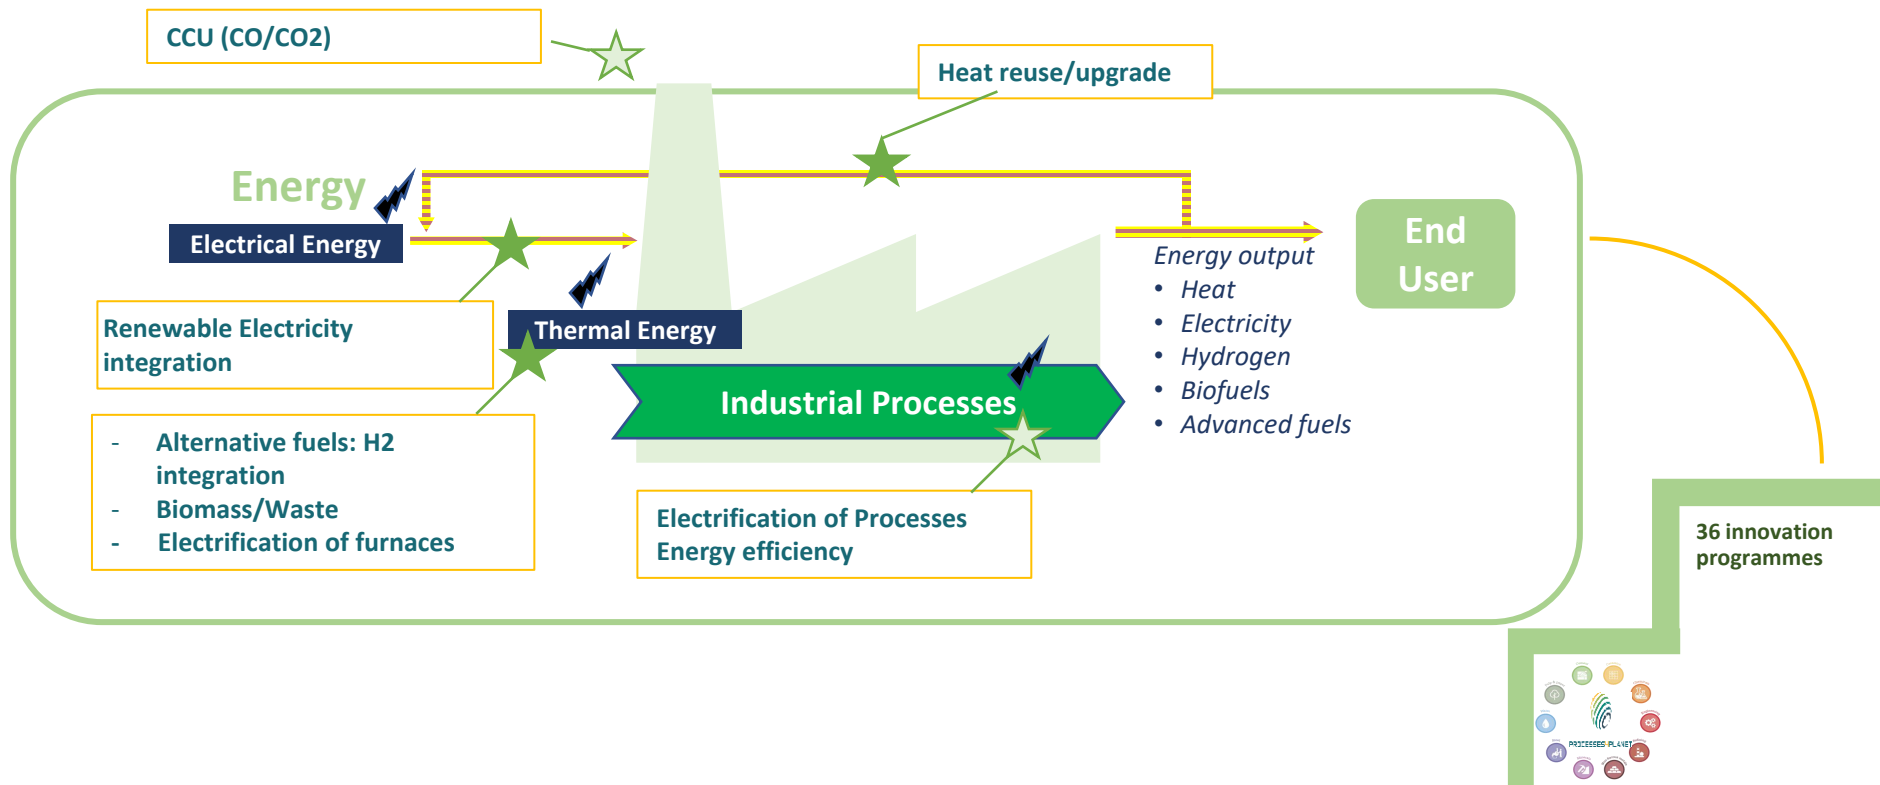 CCU (CO/CO2)
Heat reuse/upgrade
Energy
Electrical Energy
End
User
Energy output
• Heat
• Electricity
• Hydrogen
• Biofuels
• Advanced fuels
Renewable Electricity
integration
Thermal Energy
Industrial Processes
- Alternative fuels: H2
integration
- Biomass/Waste
- Electrification of furnaces
Electrification of Processes
Energy efficiency
36 innovation
programmes
PROCESSES4PLANET